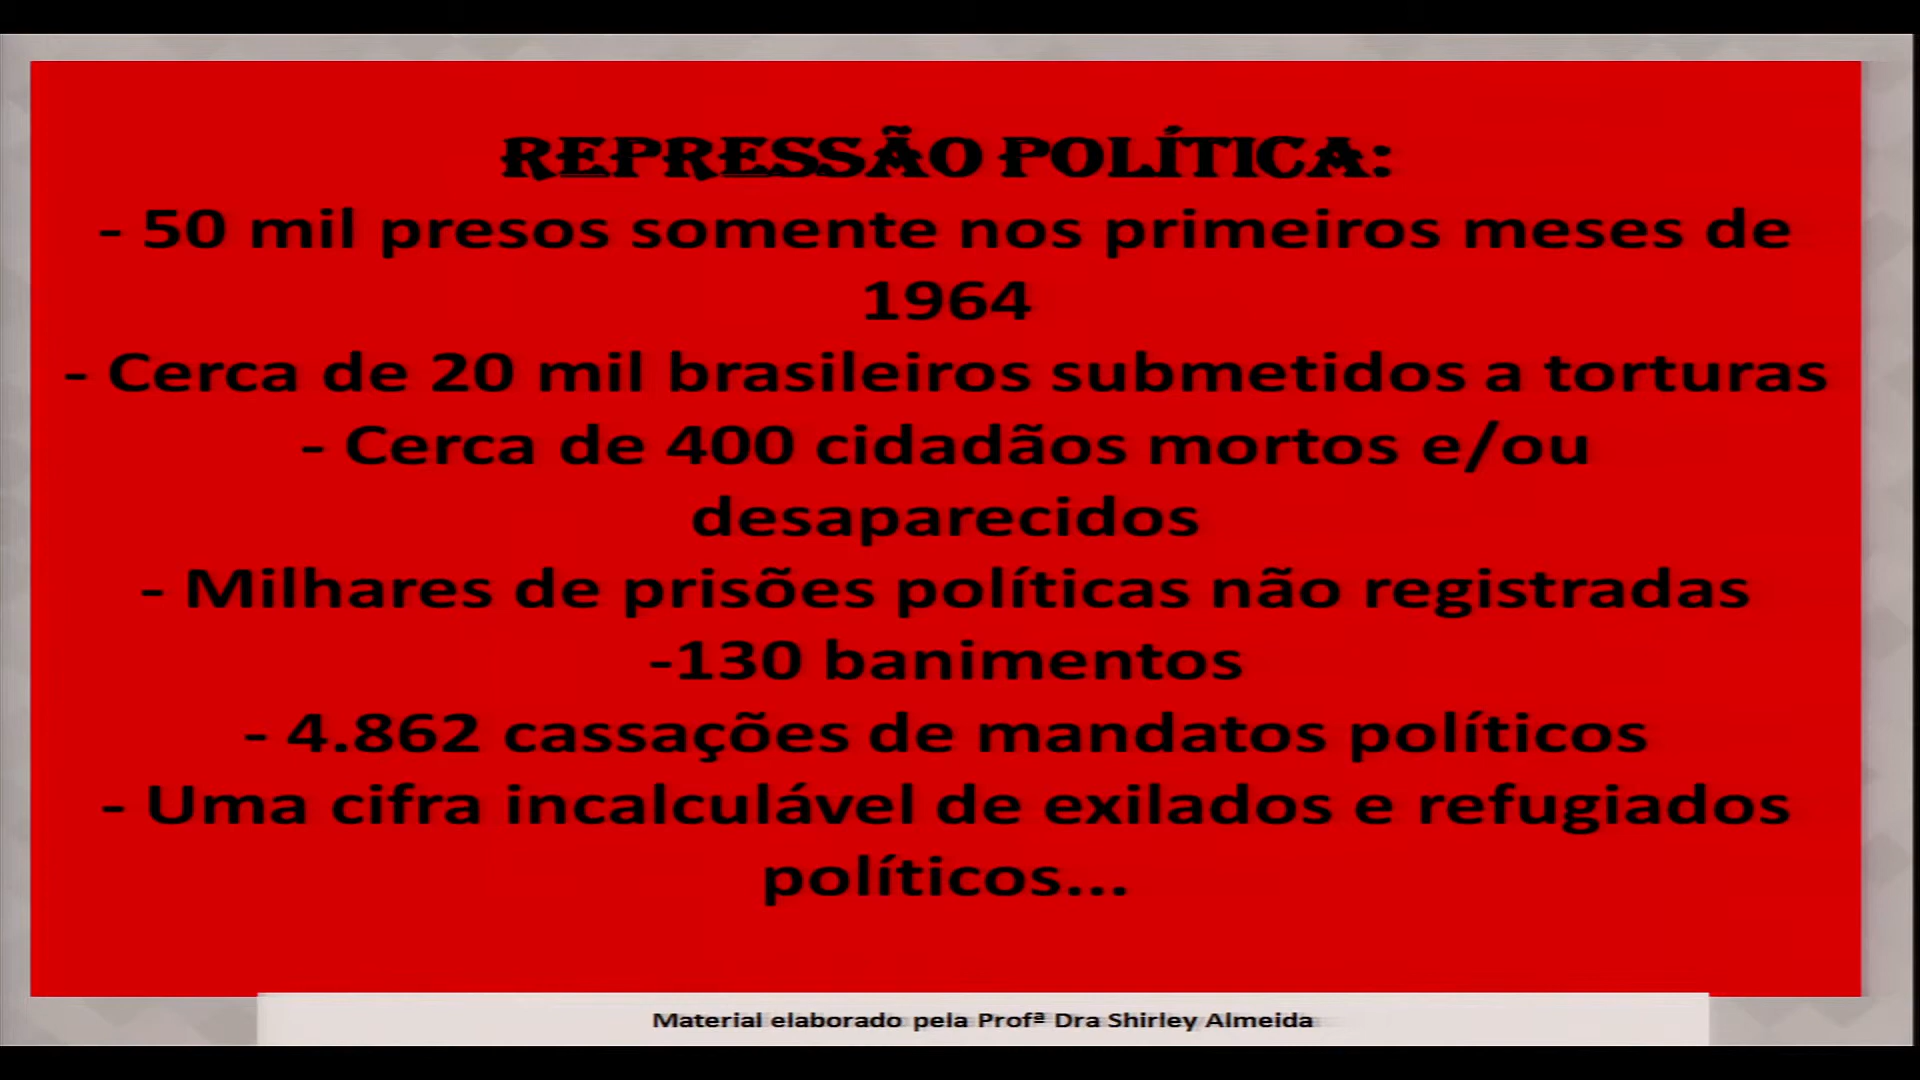 REPRESSÃO POLÍTICA:
- 50 mil presos somente nos primeiros meses de
1964
- Cerca de 20 mil brasileiros submetidos a torturas
- Cerca de 400 cidadãos mortos e/ou
desaparecidos
- Milhares de prisões políticas não registradas
-130 banimentos
- 4.862 cassações de mandatos políticos
- Uma cifra incalculável de exilados e refugiados
políticos...
Material elaborado pela Profª Dra Shirley Almeida